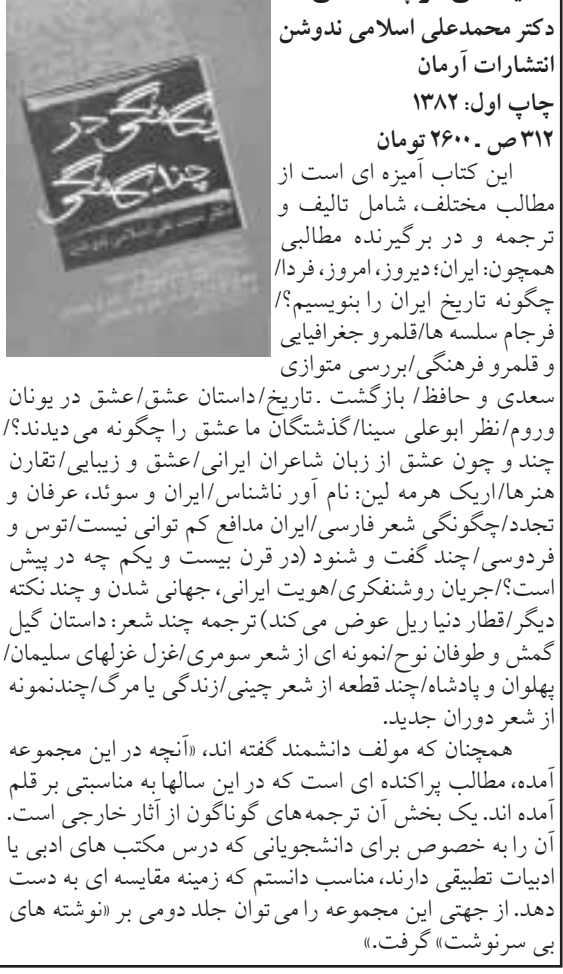 دکتر محمدعلی اسلامی ندوشن
انتشارات آرمان
چاپ اول: ۱۳۸۲
۳۱۲ ص ـ ۲۶۰۰ تومان
این کتاب آمیزه ای است از
مطالب مختلف، شامل تالیف و
ترجمه و در برگیرنده مطالبی
همچون: ایران؛ دیروز، امروز، فردا/
چگونه تاریخ ایران را بنویسیم؟/
فرجام سلسه ها/قلمرو جغرافیایی
و قلمرو فرهنگی/بررسی متوازی
سعدی و حافظ/ بازگشت ـ تاریخ/داستان عشق/عشق در یونان
وروم/نظر ابوعلی سینا/گذشتگان ما عشق را چگونه می دیدند؟/
چند و چون عشق از زبان شاعران ایرانی/عشق و زیبایی/تقارن
هنرها/اریک هرمه لین: نام آور ناشناس/ایران و سوئد، عرفان و
تجدد/چگونگی شعر فارسی/ایران مدافع کم توانی نیست/توس و
فردوسی/چند گفت و شنود (در قرن بیست و یکم چه در پیش
است؟/جریان روشنفکری/هویت ایرانی، جهانی شدن و چند نکته
دیگر/قطار دنیا ریل عوض می کند) ترجمه چند شعر: داستان گیل
گمش و طوفان نوح/نمونه ای از شعر سومری/غزل غزلهای سلیمان/
پهلوان و پادشاه/چند قطعه از شعر چینی/زندگی یا مرگ/چندنمونه
از شعر دوران جدید.
همچنان که مولف دانشمند گفته اند، «آنچه در این مجموعه
آمده، مطالب پراکنده ای است که در این سالها به مناسبتی بر قلم
آمده اند. یک بخش آن ترجمه های گوناگون از آثار خارجی است.
آن را به خصوص برای دانشجویانی که درس مکتب های ادبی یا
ادبیات تطبیقی دارند، مناسب دانستم که زمینه مقایسه ای به دست
دهد. از جهتی این مجموعه را می توان جلد دومی بر «نوشته های
بی سرنوشت» گرفت.»
یگانگی در
چندگانگی